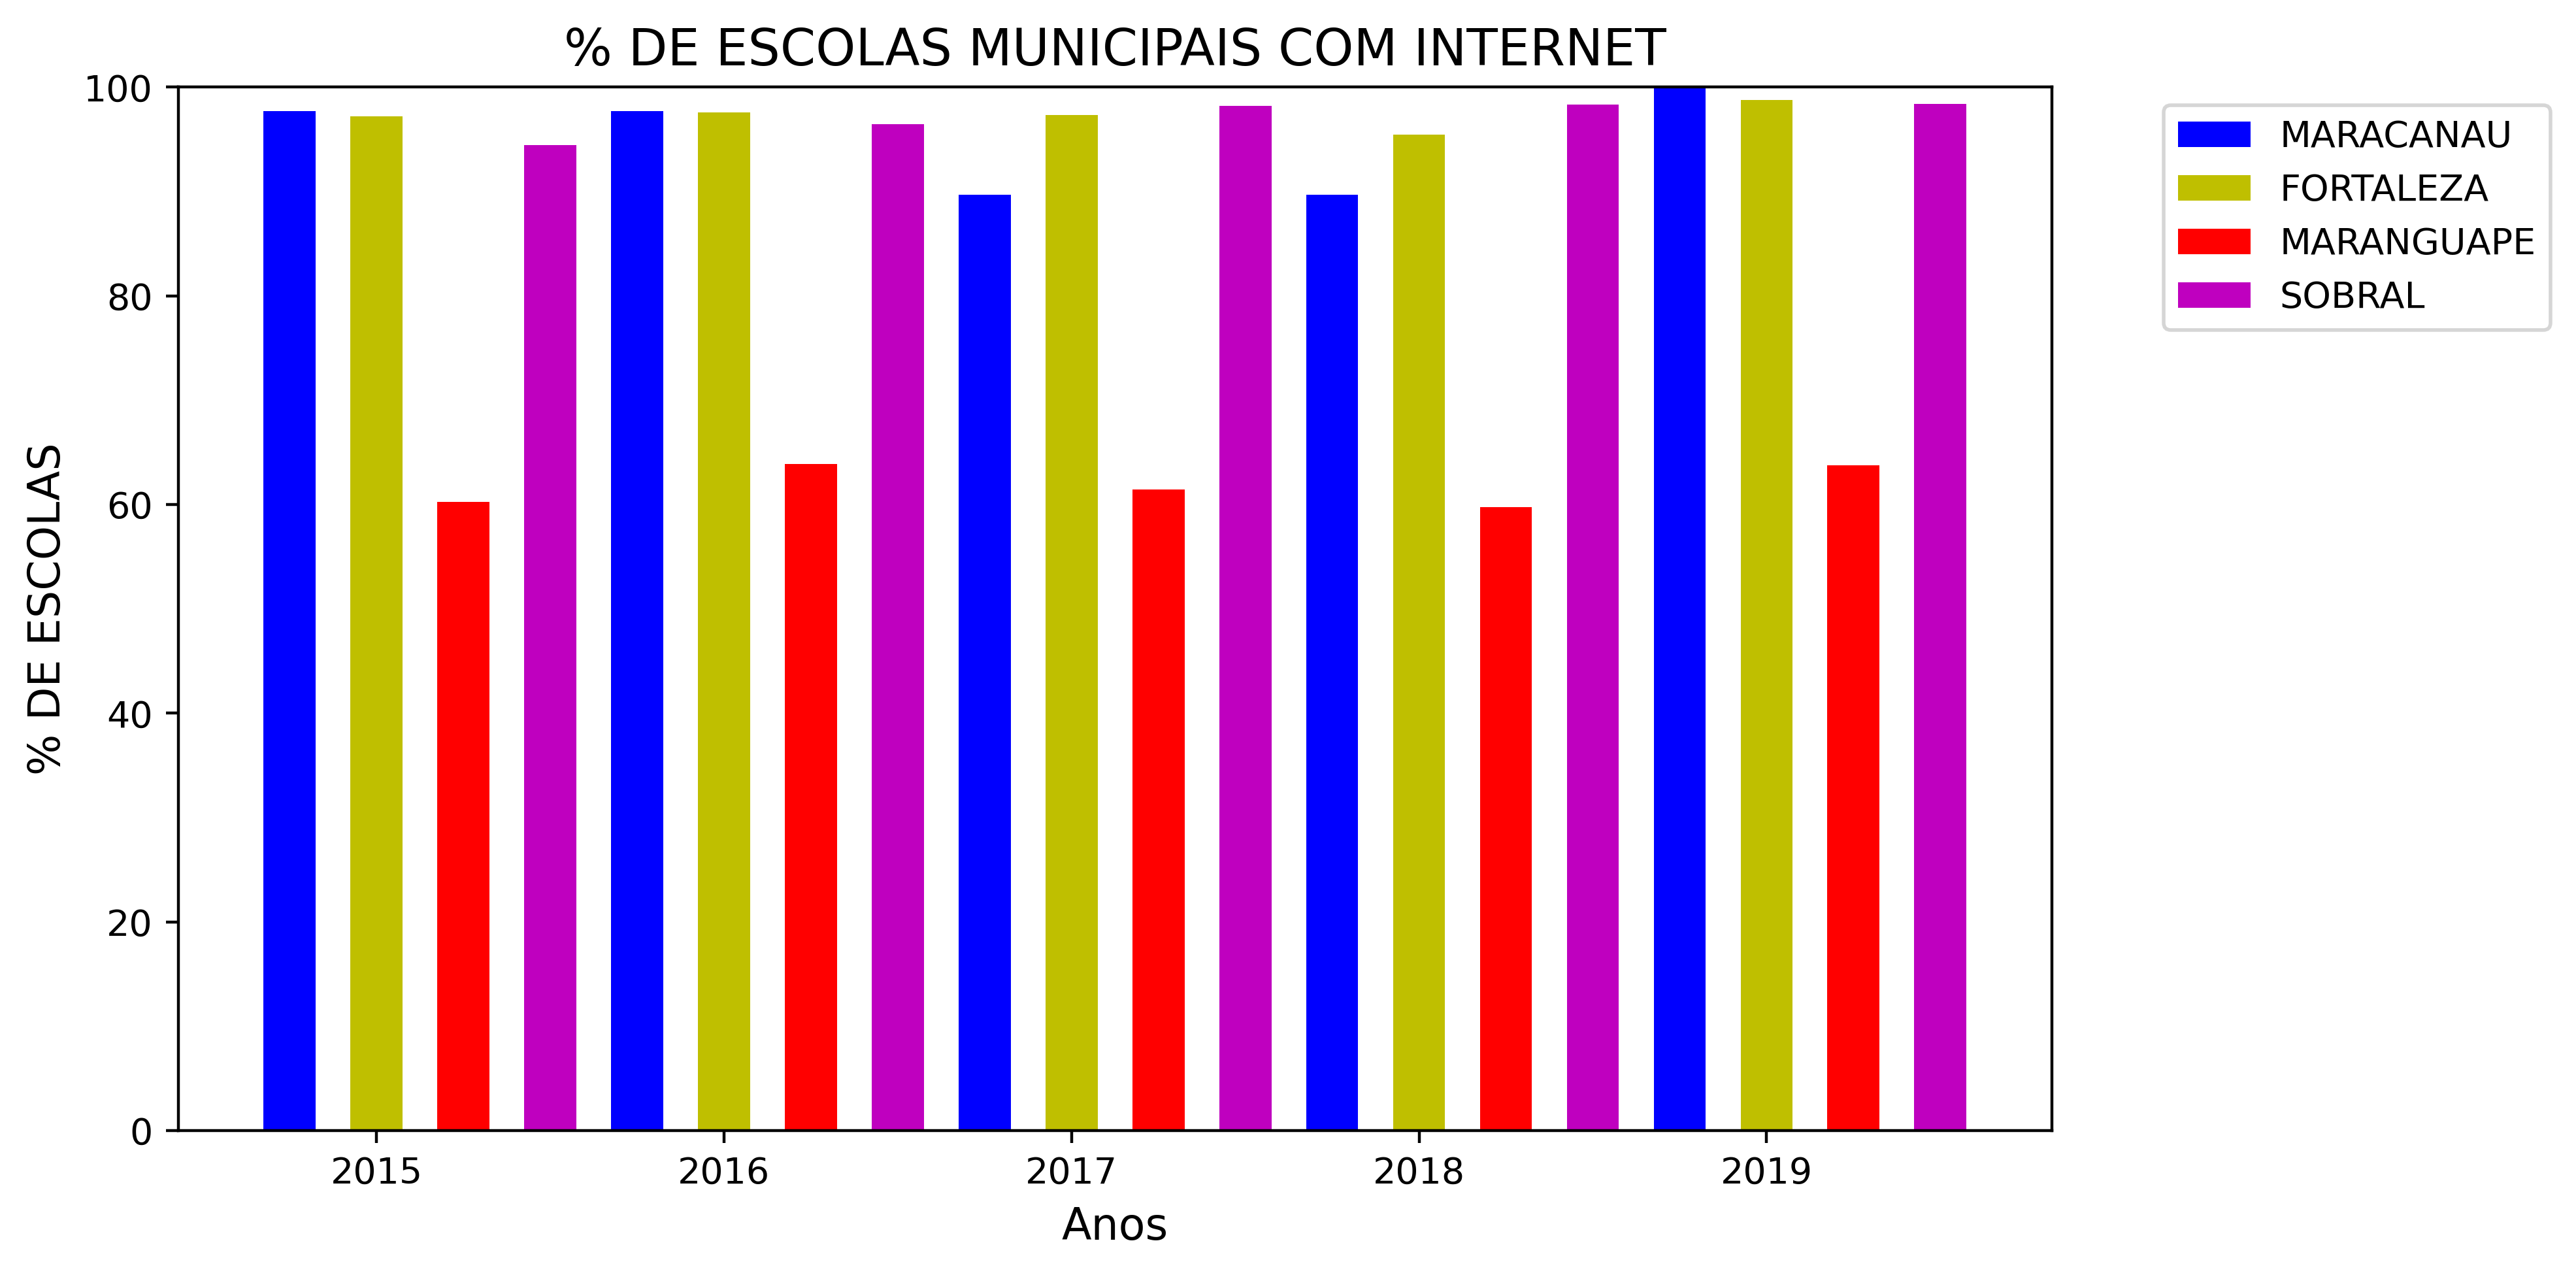 % DE ESCOLAS MUNICIPAIS COM INTERNET
100
80
60
40
20
0
% DE ESCOLAS
2015 2016 2017 2018 2019
Anos
MARACANAU
FORTALEZA
MARANGUAPE
SOBRAL